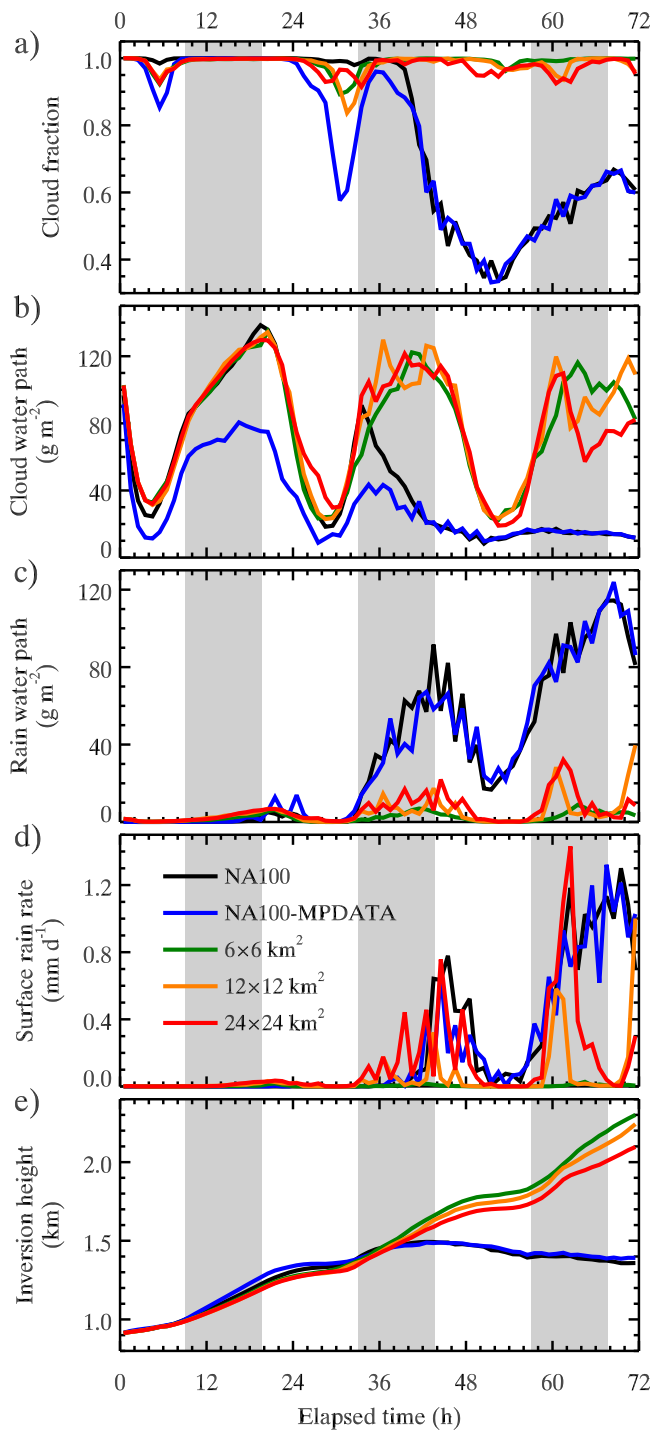 0 12 24 36 48 60 72
a)
1.0
0.8
0.6
0.4
Cloud fraction
b)
120
80
40
0
Cloud water path
(g m⁻²)
c)
120
80
40
0
Rain water path
(g m⁻²)
d)
1.2
0.8
0.4
0.0
Surface rain rate
(mm d⁻¹)
NA100
NA100-MPDATA
6×6 km²
12×12 km²
24×24 km²
e)
2.0
1.5
1.0
Inversion height
(km)
0 12 24 36 48 60 72
Elapsed time (h)